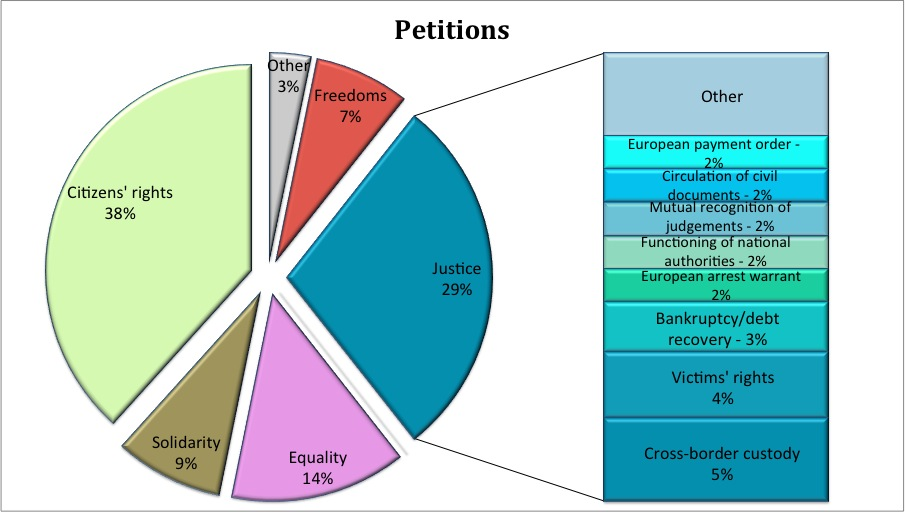 Petitions
Other
3%
Freedoms
7%
Justice
29%
Equality
14%
Solidarity
9%
Citizens' rights
38%
Other
European payment order -
2%
Circulation of civil
documents - 2%
Mutual recognition of
judgements - 2%
Functioning of national
authorities - 2%
European arrest warrant
2%
Bankruptcy/debt
recovery - 3%
Victims' rights
4%
Cross-border custody
5%